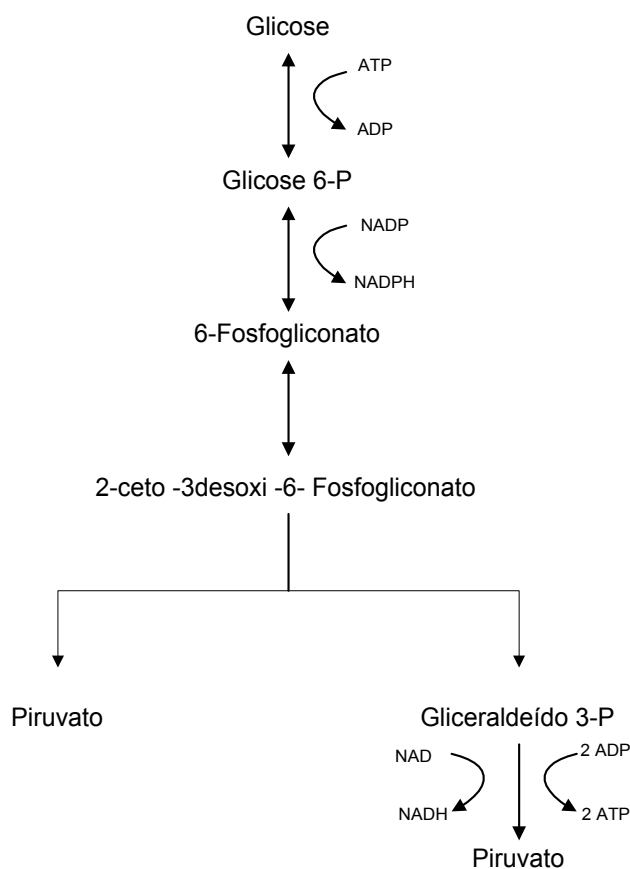 Glicose
ATP
ADP
Glicose 6-P
NADP
NADPH
6-Fosfogliconato
2-ceto -3desoxi -6- Fosfogliconato
Piruvato
Gliceraldeído 3-P
NAD
2 ADP
NADH
2 ATP
Piruvato